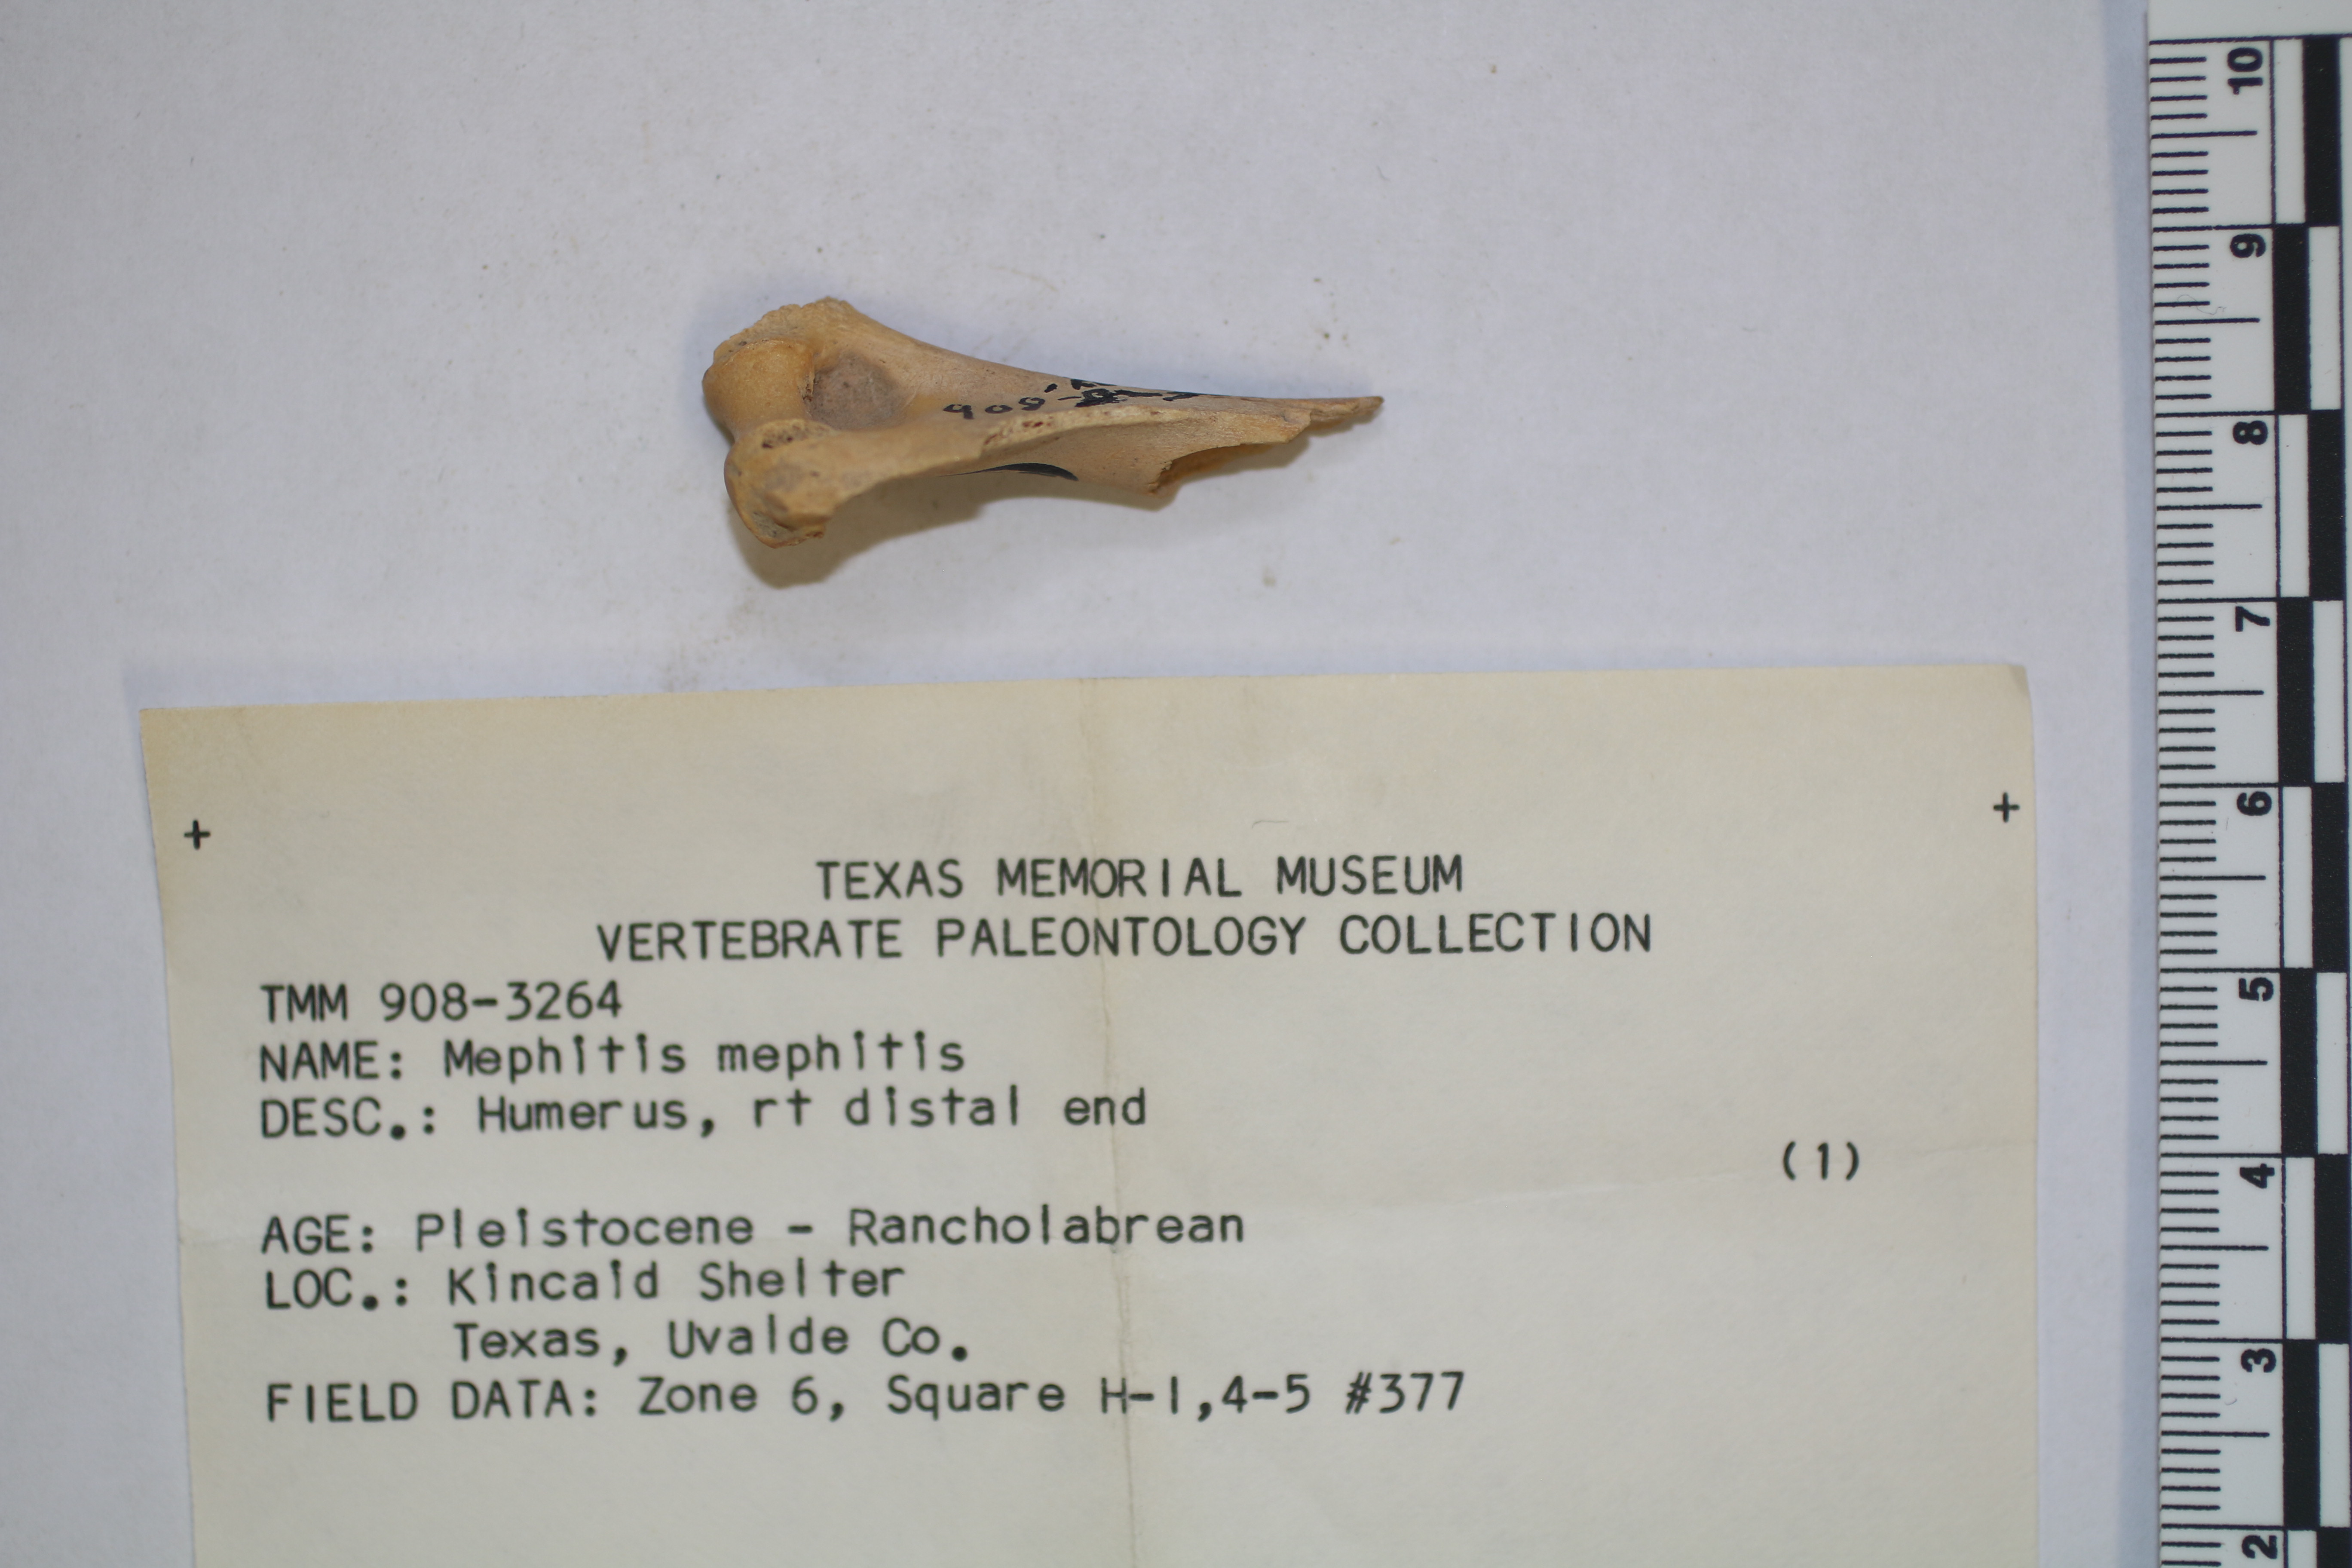 908-
TEXAS MEMORIAL MUSEUM
VERTEBRATE PALEONTOLOGY COLLECTION
TMM 908-3264
NAME: Mephitis mephitis
DESC.: Humerus, rt distal end
(1)
AGE: Pleistocene - Rancholabrean
LOC.: Kincaid Shelter
Texas, Uvalde Co.
FIELD DATA: Zone 6, Square H-1,4-5 #377
10
9
8
7
6
5
4
3
2